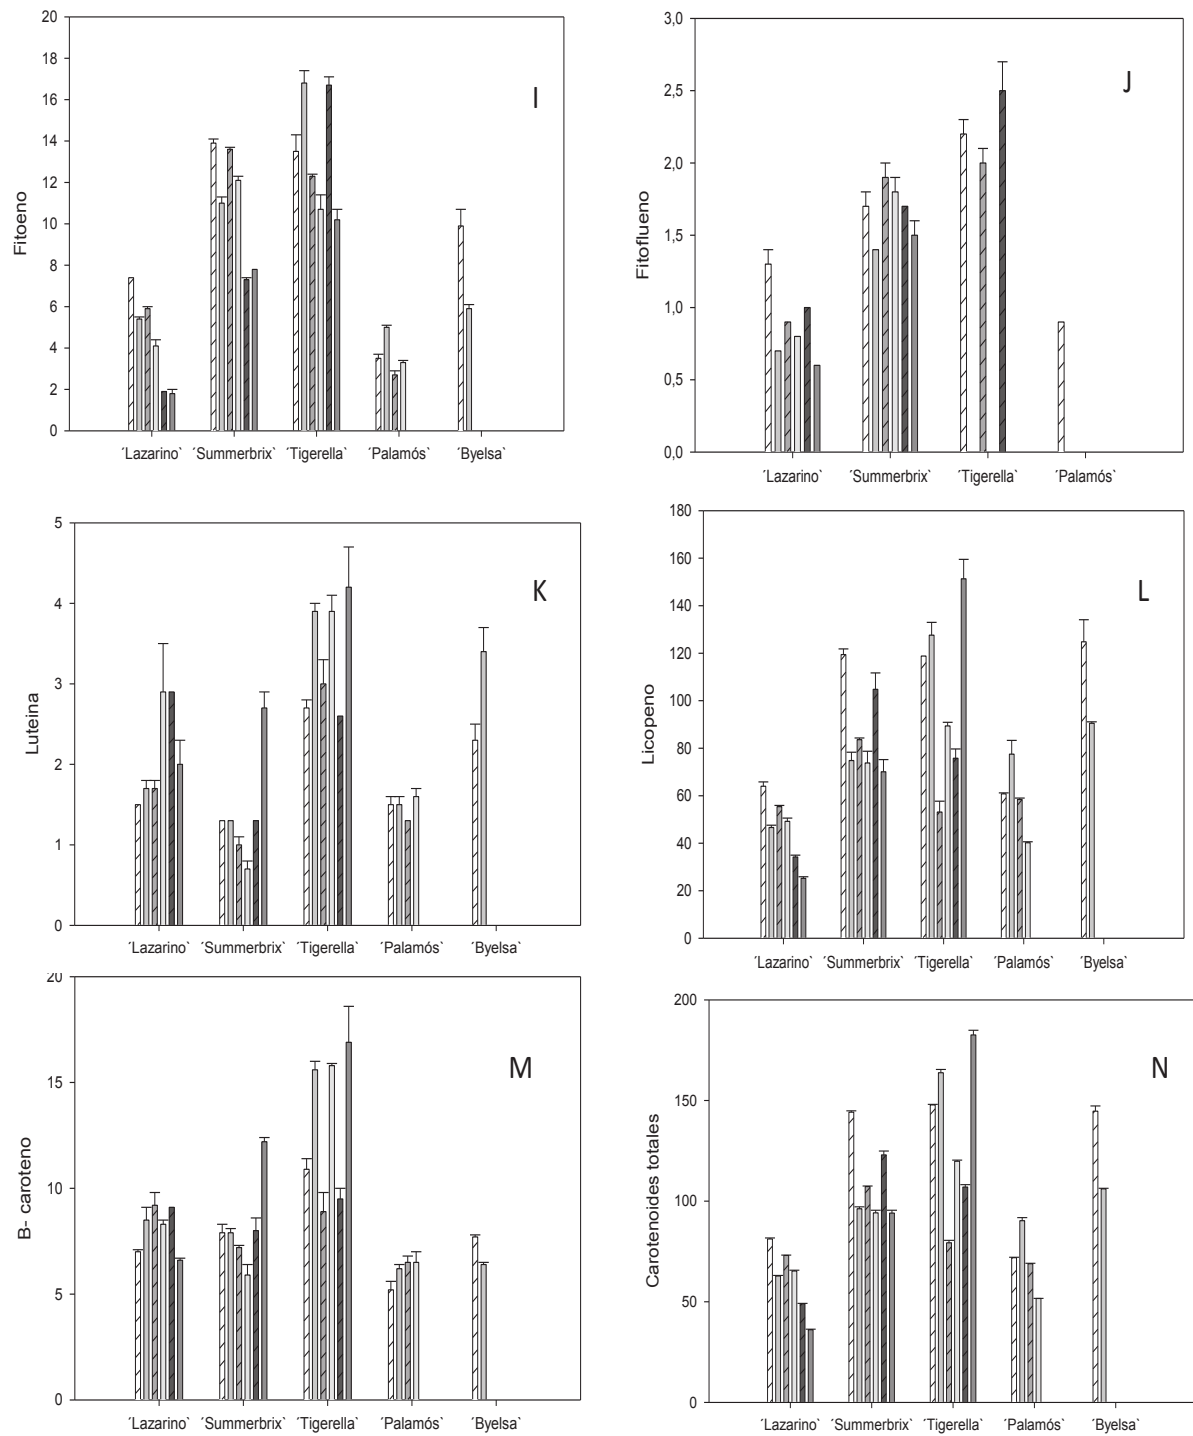 20
18
16
14
12
10
8
6
4
2
0
Fitoeno
I
´Lazarino` ´Summerbrix` ´Tigerella` ´Palamós` ´Byelsa`
3,0
2,5
2,0
1,5
1,0
0,5
0,0
Fitoflueno
J
´Lazarino` ´Summerbrix` ´Tigerella` ´Palamós`
5
4
3
2
1
0
Luteina
K
´Lazarino` ´Summerbrix` ´Tigerella` ´Palamós` ´Byelsa`
180
160
140
120
100
80
60
40
20
0
Licopeno
L
´Lazarino` ´Summerbrix` ´Tigerella` ´Palamós` ´Byelsa`
20
15
10
5
0
B- caroteno
M
´Lazarino` ´Summerbrix` ´Tigerella` ´Palamós` ´Byelsa`
200
150
100
50
0
Carotenoides totales
N
´Lazarino` ´Summerbrix` ´Tigerella` ´Palamós` ´Byelsa`